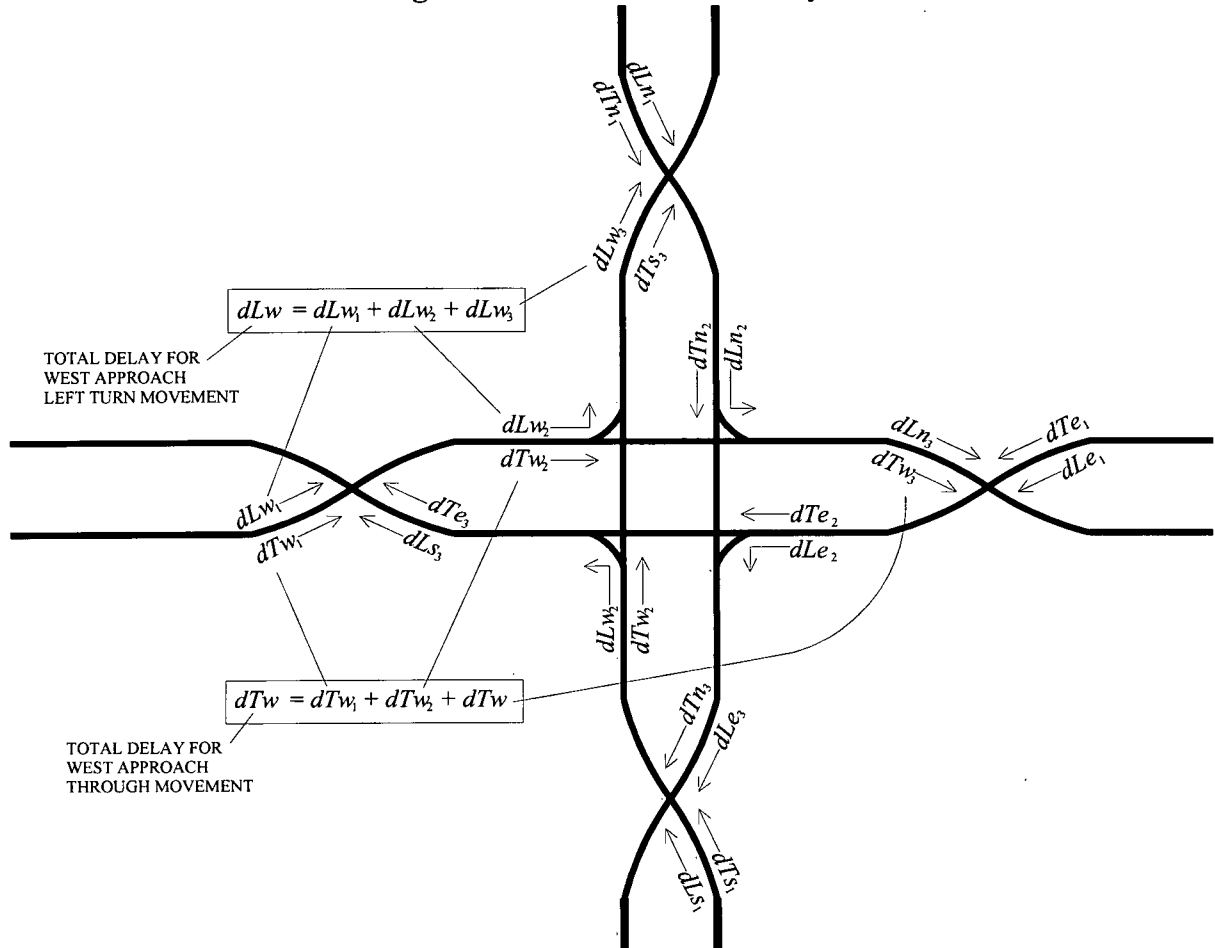 dTn₁
dLn₁
dLw₃
dTs₃
dLw = dLw₁ + dLw₂ + dLw₃
TOTAL DELAY FOR
WEST APPROACH
LEFT TURN MOVEMENT
dTn₂
dLn₂
dLw₂
dTw₂
dLn₃
dTw₃
dTe₁
dLe₁
dLw₁
dTw₁
dTe₃
dLs₃
dTe₂
dLe₂
dLw₂
dTw₂
dTw = dTw₁ + dTw₂ + dTw
TOTAL DELAY FOR
WEST APPROACH
THROUGH MOVEMENT
dTn₃
dLe₃
dLs₁
dTs₁